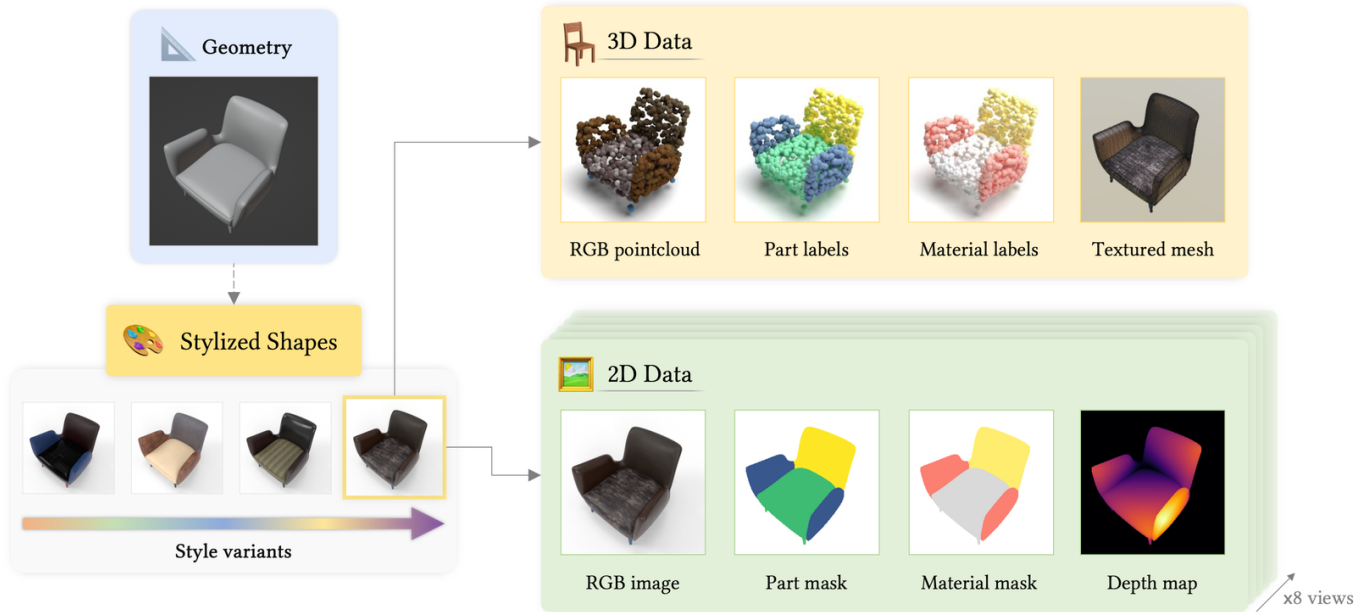 Geometry
Stylized Shapes
Style variants
3D Data
RGB pointcloud
Part labels
Material labels
Textured mesh
2D Data
RGB image
Part mask
Material mask
Depth map
x8 views